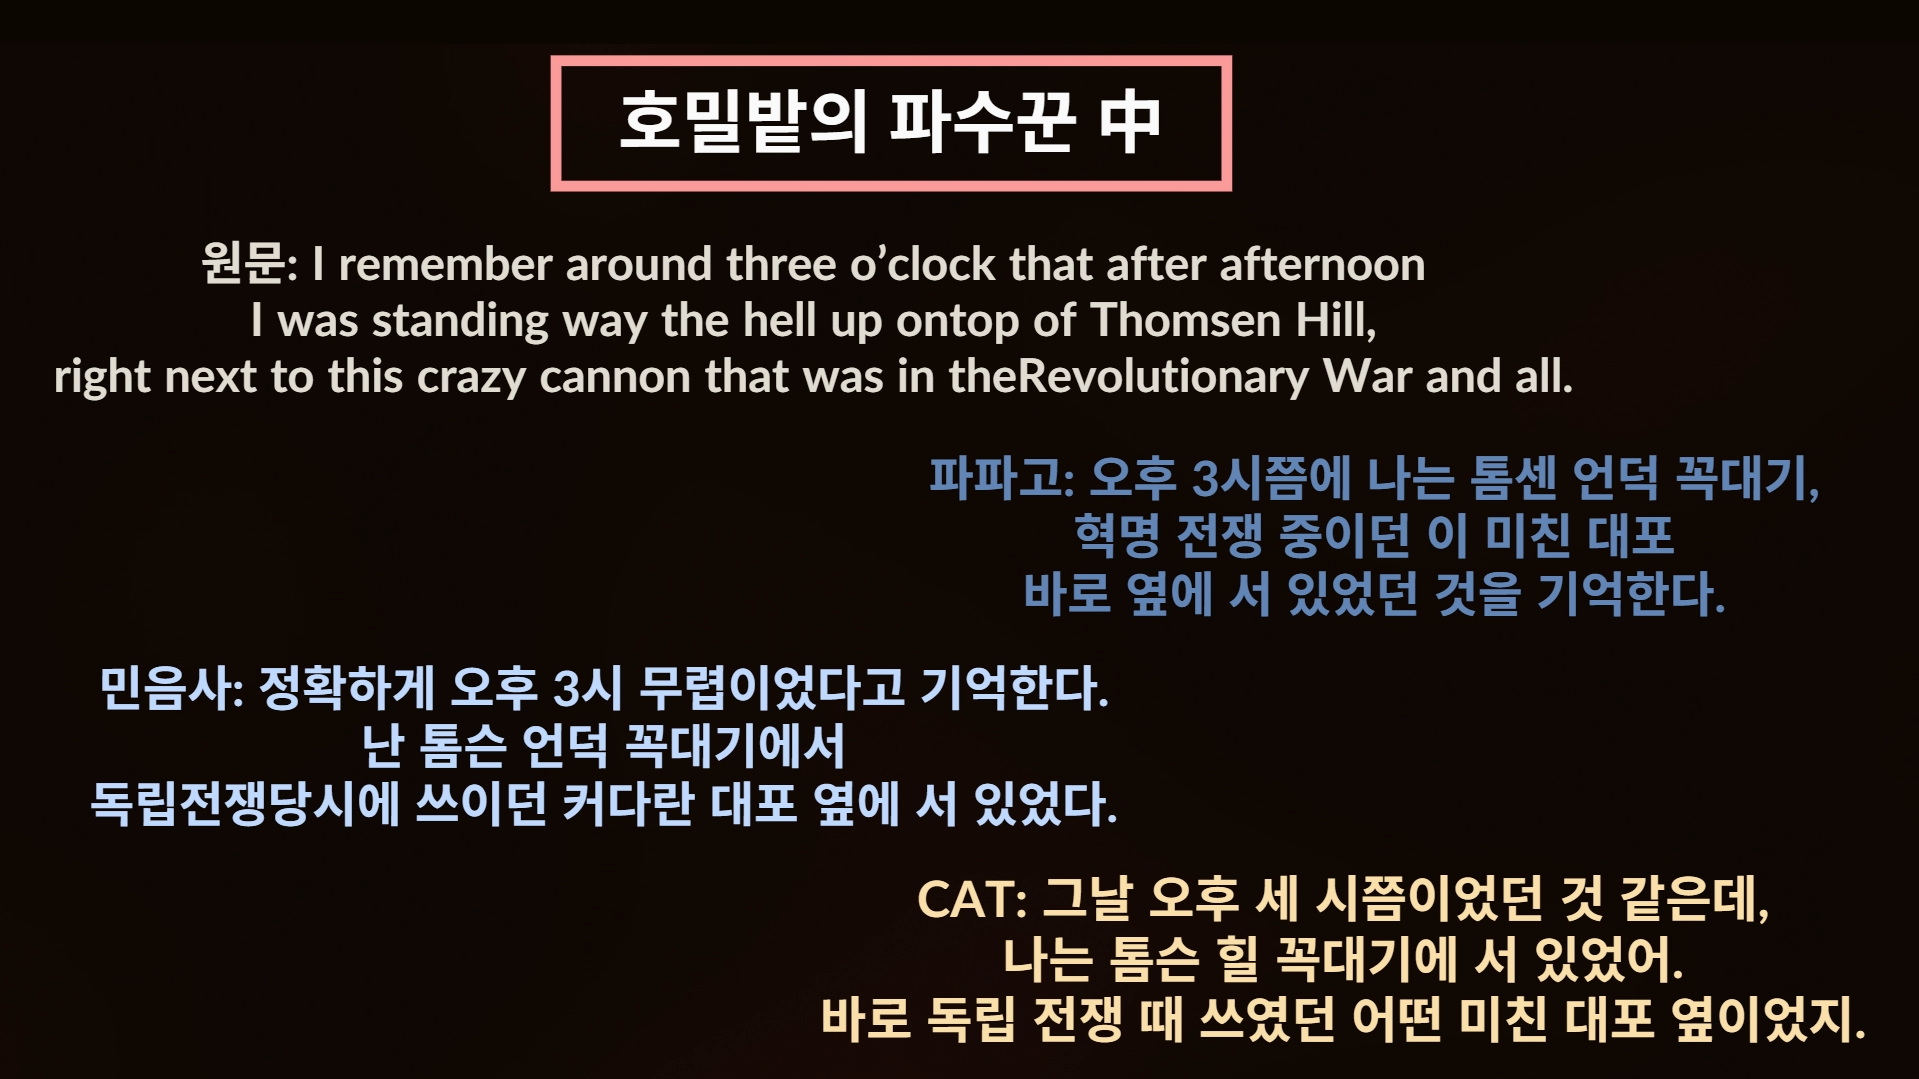 호밀밭의 파수꾼 中
원문: I remember around three o’clock that after afternoon
I was standing way the hell up ontop of Thomsen Hill,
right next to this crazy cannon that was in theRevolutionary War and all.
파파고: 오후 3시쯤에 나는 톰센 언덕 꼭대기,
혁명 전쟁 중이던 이 미친 대포
바로 옆에 서 있었던 것을 기억한다.
민음사: 정확하게 오후 3시 무렵이었다고 기억한다.
난 톰슨 언덕 꼭대기에서
독립전쟁당시에 쓰이던 커다란 대포 옆에 서 있었다.
CAT: 그날 오후 세 시쯤이었던 것 같은데,
나는 톰슨 힐 꼭대기에 서 있었어.
바로 독립 전쟁 때 쓰였던 어떤 미친 대포 옆이었지.